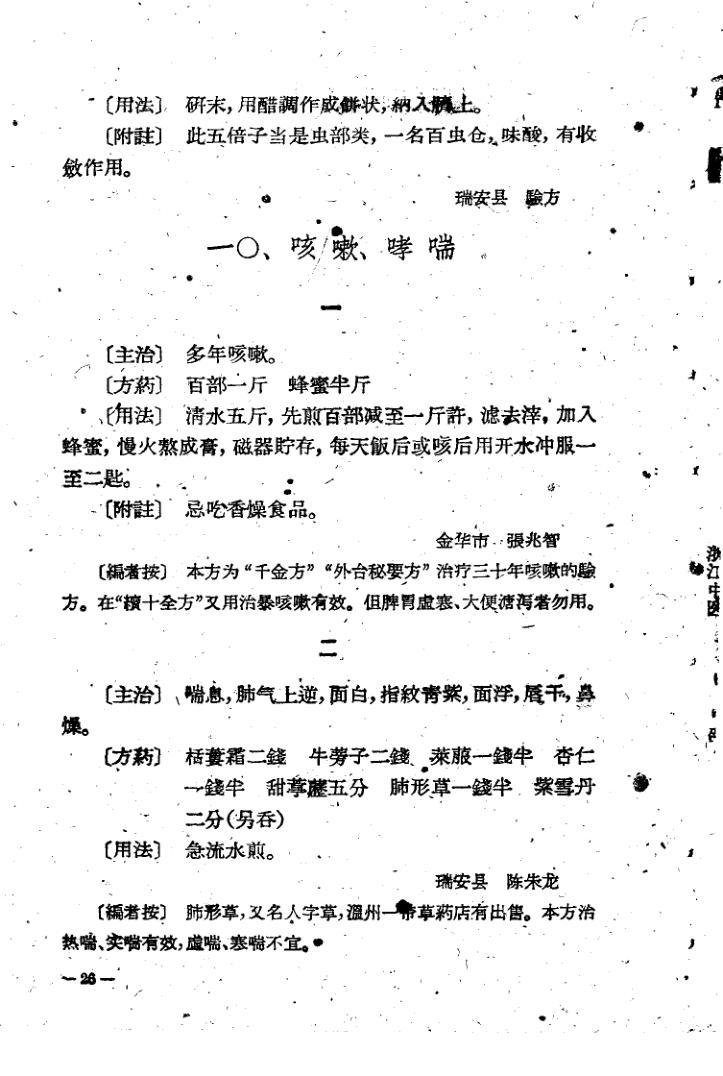 〔用法〕 研末，用醋調作成餅状，納入臍上。
〔附註〕 此五倍子当是虫部类，一名百虫仓，味酸，有收
斂作用。
瑞安县 驗方
一〇、咳嗽、哮喘
一
〔主治〕 多年咳嗽。
〔方葯〕 百部一斤 蜂蜜半斤
〔用法〕 清水五斤，先煎百部减至一斤許，滤去滓，加入
蜂蜜，慢火熬成膏，磁器貯存，每天飯后或咳后用开水冲服一
至二匙。
〔附註〕 忌吃香燥食品。
金华市 張兆智
〔編者按〕 本方为“千金方”“外台秘要方”治疗三十年咳嗽的驗
方。在“續十全方”又用治暴咳嗽有效。但脾胃虛寒、大便溏泻者勿用。
二
〔主治〕 喘息，肺气上逆，面白，指紋青紫，面浮，唇干，鼻
燥。
〔方葯〕 栝蔞霜二錢 牛蒡子二錢 萊菔一錢半 杏仁
一錢半 甜葶藶五分 肺形草一錢半 紫雪丹
二分（另吞）
〔用法〕 急流水煎。
瑞安县 陈朱龙
〔編者按〕 肺形草，又名人字草，溫州一帶草葯店有出售。本方治
热喘、实喘有效，虛喘、寒喘不宜。
— 26 —
浙江中医